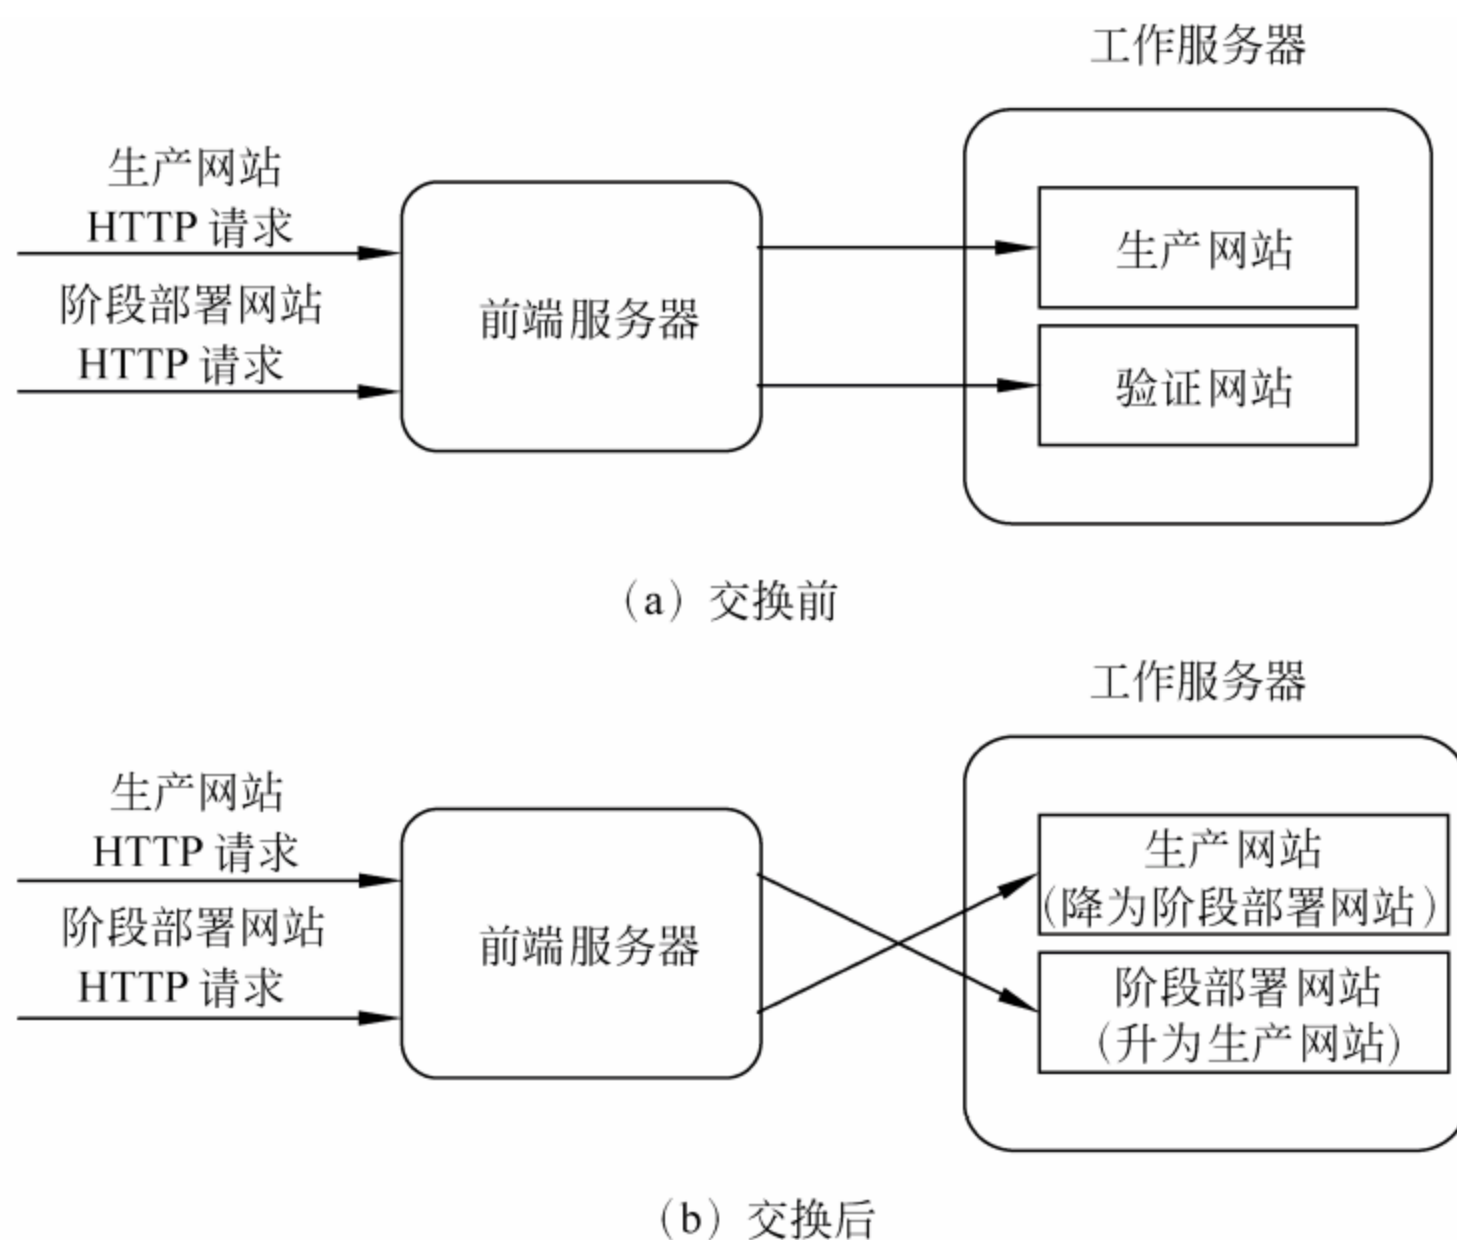 工作服务器
生产网站
HTTP 请求
阶段部署网站
HTTP 请求
前端服务器
生产网站
验证网站
（a）交换前
工作服务器
生产网站
HTTP 请求
阶段部署网站
HTTP 请求
前端服务器
生产网站
(降为阶段部署网站)
阶段部署网站
(升为生产网站)
（b）交换后